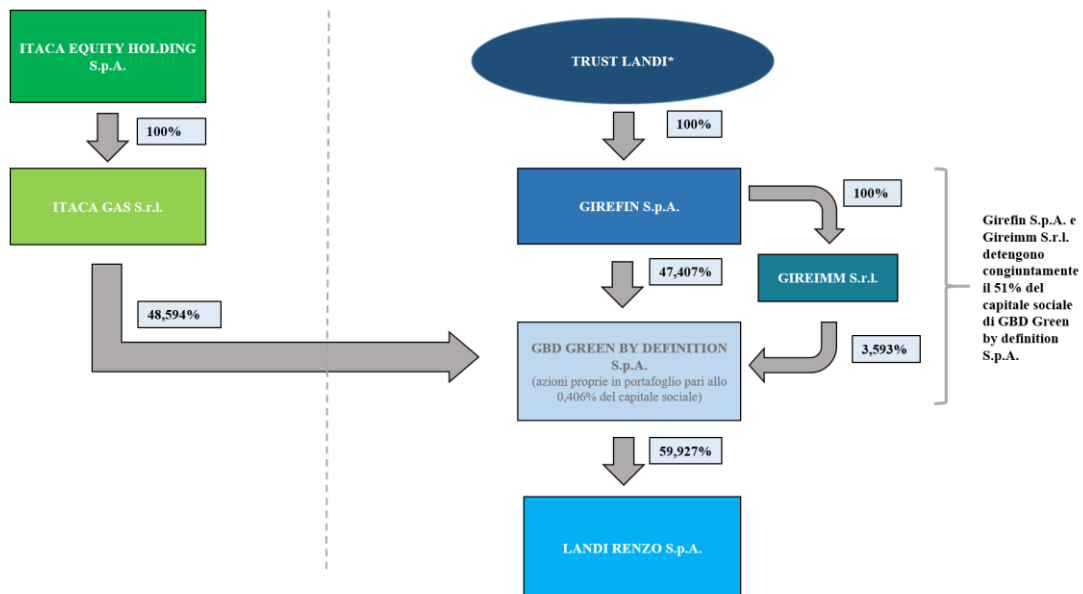 ITACA EQUITY HOLDING
S.p.A.
100%
ITACA GAS S.r.l.
48,594%
TRUST LANDI*
100%
GIREFIN S.p.A.
100%
47,407%
GIREIMM S.r.l.
3,593%
GBD GREEN BY DEFINITION
S.p.A.
(azioni proprie in portafoglio pari allo
0,406% del capitale sociale)
59,927%
LANDI RENZO S.p.A.
Girefin S.p.A. e
Gireimm S.r.l.
detengono
congiuntamente
il 51% del
capitale sociale
di GBD Green
by definition
S.p.A.